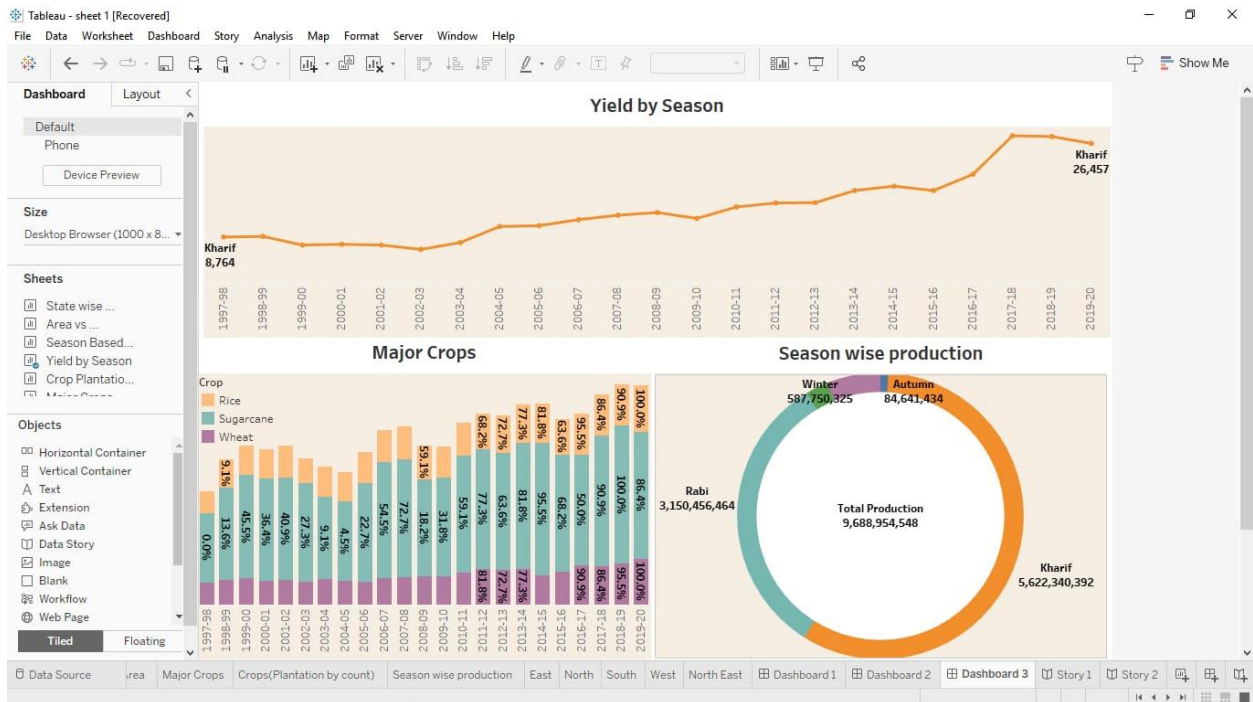 Tableau - sheet 1 [Recovered]
File Data Worksheet Dashboard Story Analysis Map Format Server Window Help
Show Me
Dashboard Layout
Default
Phone
Device Preview
Size
Desktop Browser (1000 x 8...
Sheets
State wise ...
Area vs ...
Season Based...
Yield by Season
Crop Plantatio...
Objects
Horizontal Container
Vertical Container
Text
Extension
Ask Data
Data Story
Image
Blank
Workflow
Web Page
Tiled Floating
Yield by Season
Kharif
8,764
Kharif
26,457
1997-98 1998-99 1999-00 2000-01 2001-02 2002-03 2003-04 2004-05 2005-06 2006-07 2007-08 2008-09 2009-10 2010-11 2011-12 2012-13 2013-14 2014-15 2015-16 2016-17 2017-18 2018-19 2019-20
Major Crops
Crop
Rice
Sugarcane
Wheat
9.1% 59.1% 68.2% 72.7% 77.3% 81.8% 63.6% 95.5% 86.4% 90.9% 100.0%
0.0% 13.6% 45.5% 36.4% 40.9% 27.3% 9.1% 4.5% 22.7% 54.5% 72.7% 18.2% 31.8% 59.1% 77.3% 63.6% 81.8% 95.5% 68.2% 50.0% 90.9% 100.0% 86.4%
81.8% 72.7% 77.3% 90.9% 86.4% 95.5% 100.0%
1997-98 1998-99 1999-00 2000-01 2001-02 2002-03 2003-04 2004-05 2005-06 2006-07 2007-08 2008-09 2009-10 2010-11 2011-12 2012-13 2013-14 2014-15 2015-16 2016-17 2017-18 2018-19 2019-20
Season wise production
Winter
587,750,325
Autumn
84,641,434
Rabi
3,150,456,464
Total Production
9,688,954,548
Kharif
5,622,340,392
Data Source rea Major Crops Crops(Plantation by count) Season wise production East North South West North East Dashboard 1 Dashboard 2 Dashboard 3 Story 1 Story 2